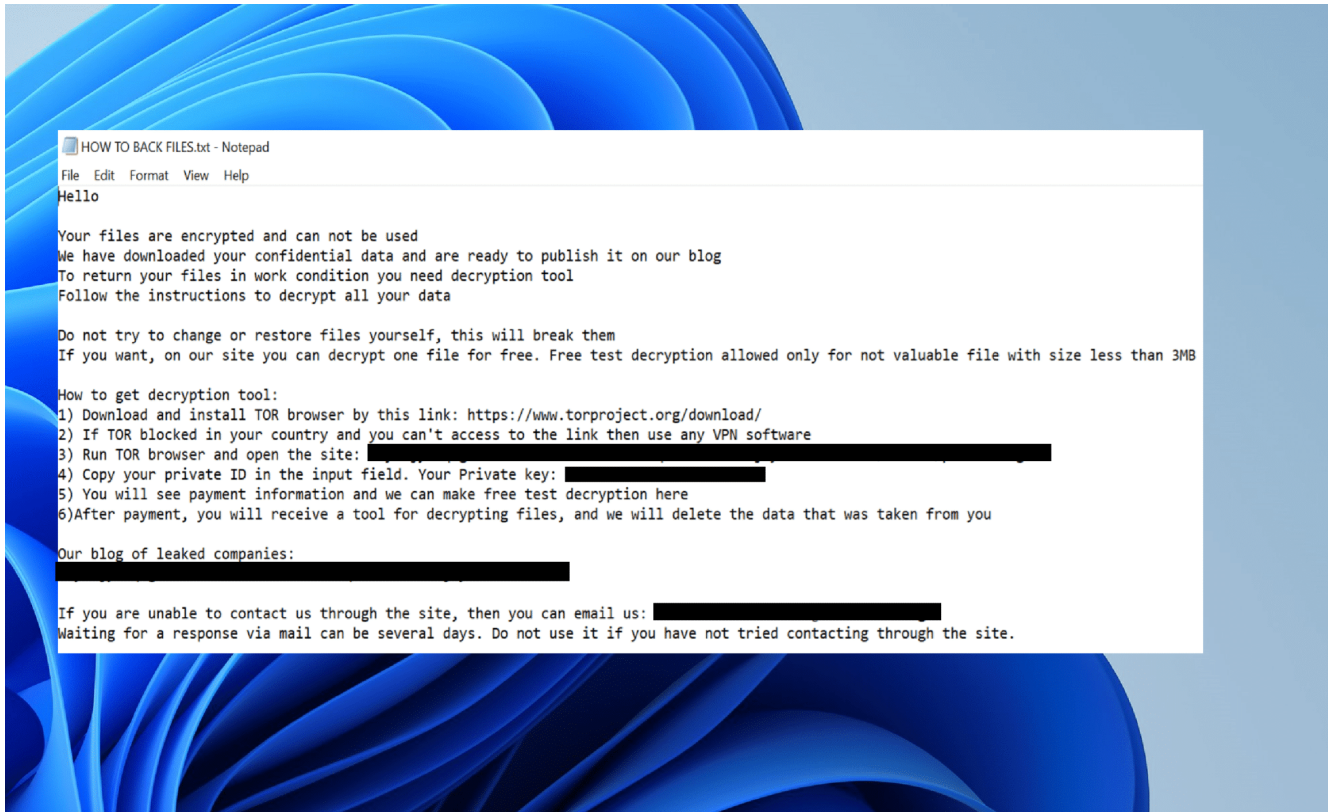 HOW TO BACK FILES.txt - Notepad
File Edit Format View Help
Hello
Your files are encrypted and can not be used
We have downloaded your confidential data and are ready to publish it on our blog
To return your files in work condition you need decryption tool
Follow the instructions to decrypt all your data
Do not try to change or restore files yourself, this will break them
If you want, on our site you can decrypt one file for free. Free test decryption allowed only for not valuable file with size less than 3MB
How to get decryption tool:
1) Download and install TOR browser by this link: https://www.torproject.org/download/
2) If TOR blocked in your country and you can't access to the link then use any VPN software
3) Run TOR browser and open the site:
4) Copy your private ID in the input field. Your Private key:
5) You will see payment information and we can make free test decryption here
6)After payment, you will receive a tool for decrypting files, and we will delete the data that was taken from you
Our blog of leaked companies:
If you are unable to contact us through the site, then you can email us:
Waiting for a response via mail can be several days. Do not use it if you have not tried contacting through the site.